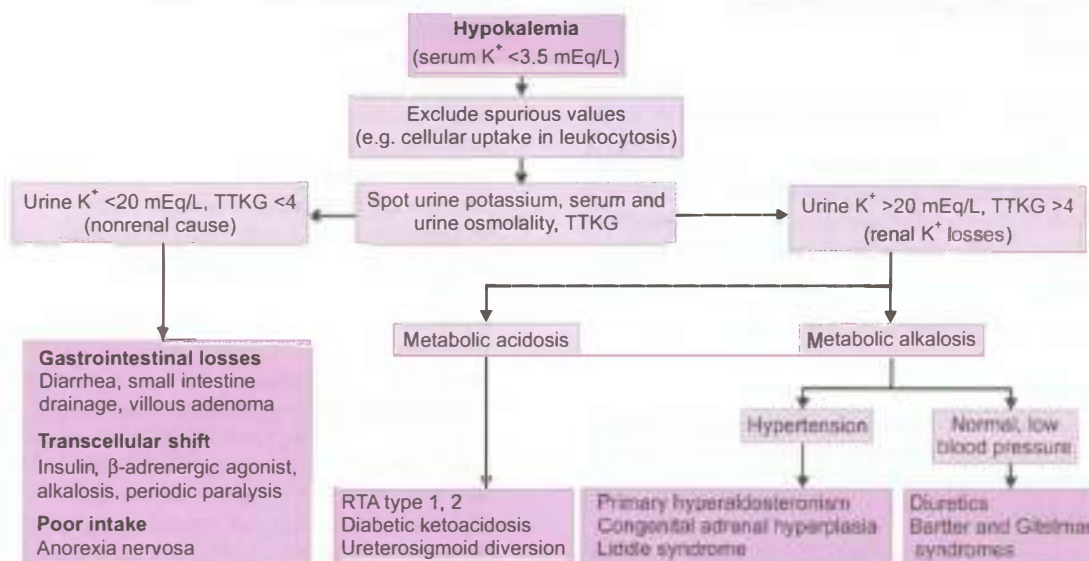 Hypokalemia
(serum K⁺ <3.5 mEq/L)
Exclude spurious values
(e.g. cellular uptake in leukocytosis)
Spot urine potassium, serum and
urine osmolality, TTKG
Urine K⁺ <20 mEq/L, TTKG <4
(nonrenal cause)
Urine K⁺ >20 mEq/L, TTKG >4
(renal K⁺ losses)
Gastrointestinal losses
Diarrhea, small intestine
drainage, villous adenoma
Transcellular shift
Insulin, β-adrenergic agonist,
alkalosis, periodic paralysis
Poor intake
Anorexia nervosa
Metabolic acidosis
Metabolic alkalosis
Hypertension
Normal, low
blood pressure
RTA type 1, 2
Diabetic ketoacidosis
Ureterosigmoid diversion
Primary hyperaldosteronism
Congenital adrenal hyperplasia
Liddle syndrome
Diuretics
Bartter and Gitelman
syndromes